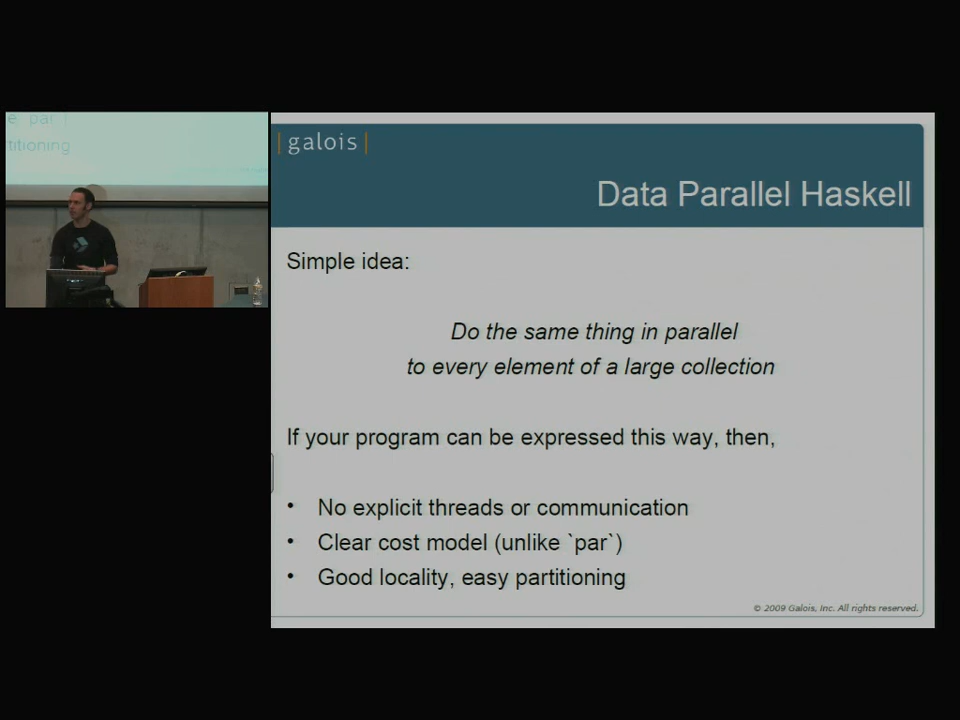 e `par`
titioning
|galois|
Data Parallel Haskell
Simple idea:
Do the same thing in parallel
to every element of a large collection
If your program can be expressed this way, then,
• No explicit threads or communication
• Clear cost model (unlike `par`)
• Good locality, easy partitioning
© 2009 Galois, Inc. All rights reserved.